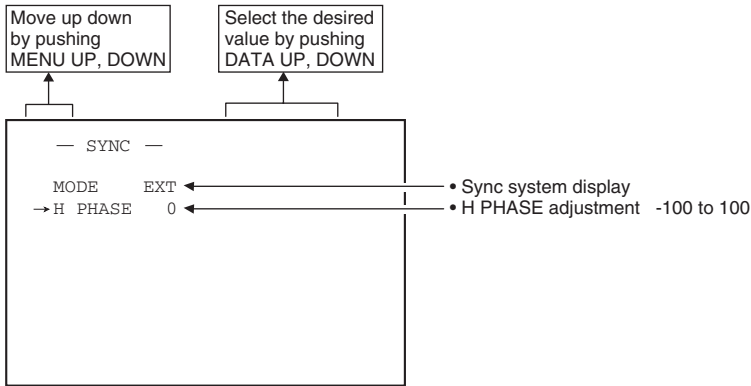 Move up down
by pushing
MENU UP, DOWN
Select the desired
value by pushing
DATA UP, DOWN
— SYNC —
MODE EXT
• Sync system display
→H PHASE 0
• H PHASE adjustment -100 to 100